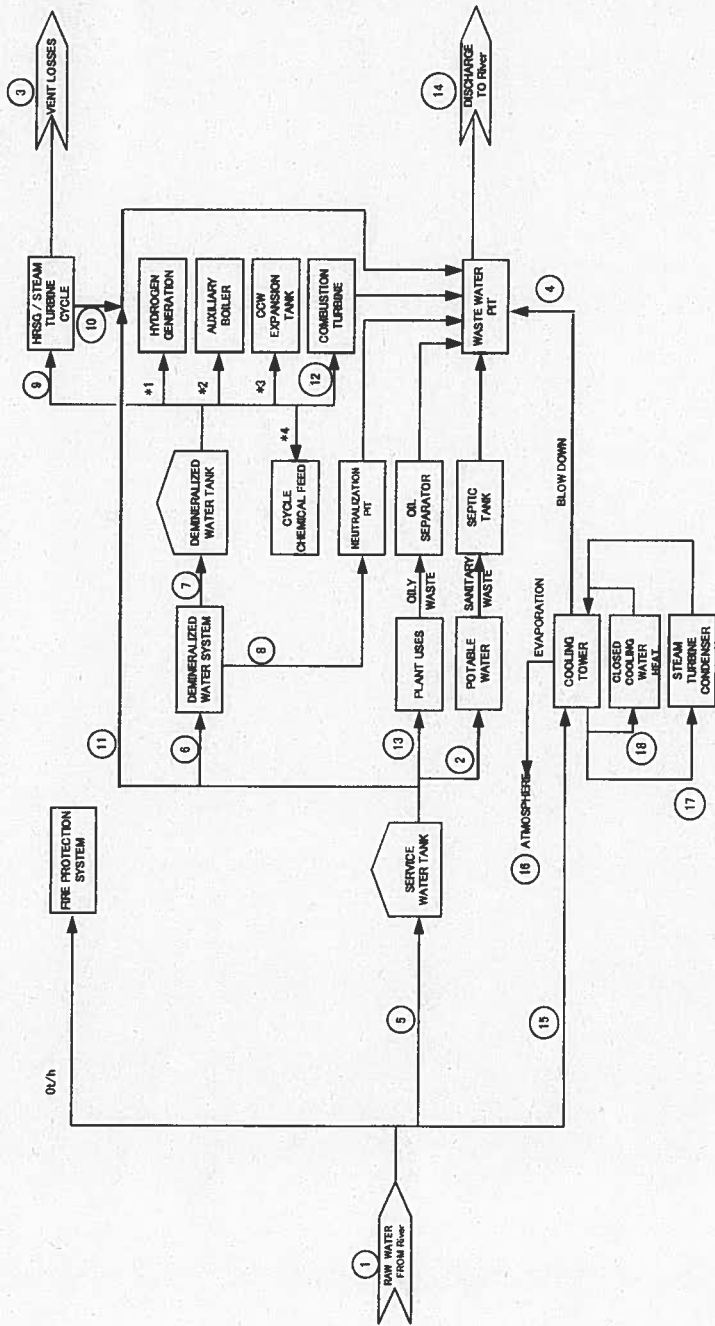 1
RAW WATER
FROM River
0t/h
FIRE PROTECTION
SYSTEM
5
SERVICE
WATER TANK
15
11
6
DEMINERALIZED
WATER SYSTEM
7
DEMINERALIZED
WATER TANK
8
9
HRSG / STEAM
TURBINE
CYCLE
10
3
VENT LOSSES
*1
HYDROGEN
GENERATION
*2
AUXILIARY
BOILER
*3
CCW
EXPANSION
TANK
12
COMBUSTION
TURBINE
*4
CYCLE
CHEMICAL FEED
NEUTRALIZATION
PIT
13
PLANT USES
OILY
WASTE
OIL
SEPARATOR
2
POTABLE
WATER
SANITARY
WASTE
SEPTIC
TANK
WASTE WATER
PIT
14
DISCHARGE
TO River
4
BLOW DOWN
16
ATMOSPHERE
EVAPORATION
COOLING
TOWER
18
CLOSED
COOLING
WATER
HEAT
17
STEAM
TURBINE
CONDENSER